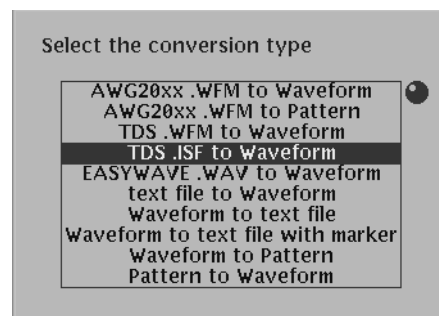 Select the conversion type
AWG20xx .WFM to Waveform
AWG20xx .WFM to Pattern
TDS .WFM to Waveform
TDS .ISF to Waveform
EASYWAVE .WAV to Waveform
text file to Waveform
Waveform to text file
Waveform to text file with marker
Waveform to Pattern
Pattern to Waveform